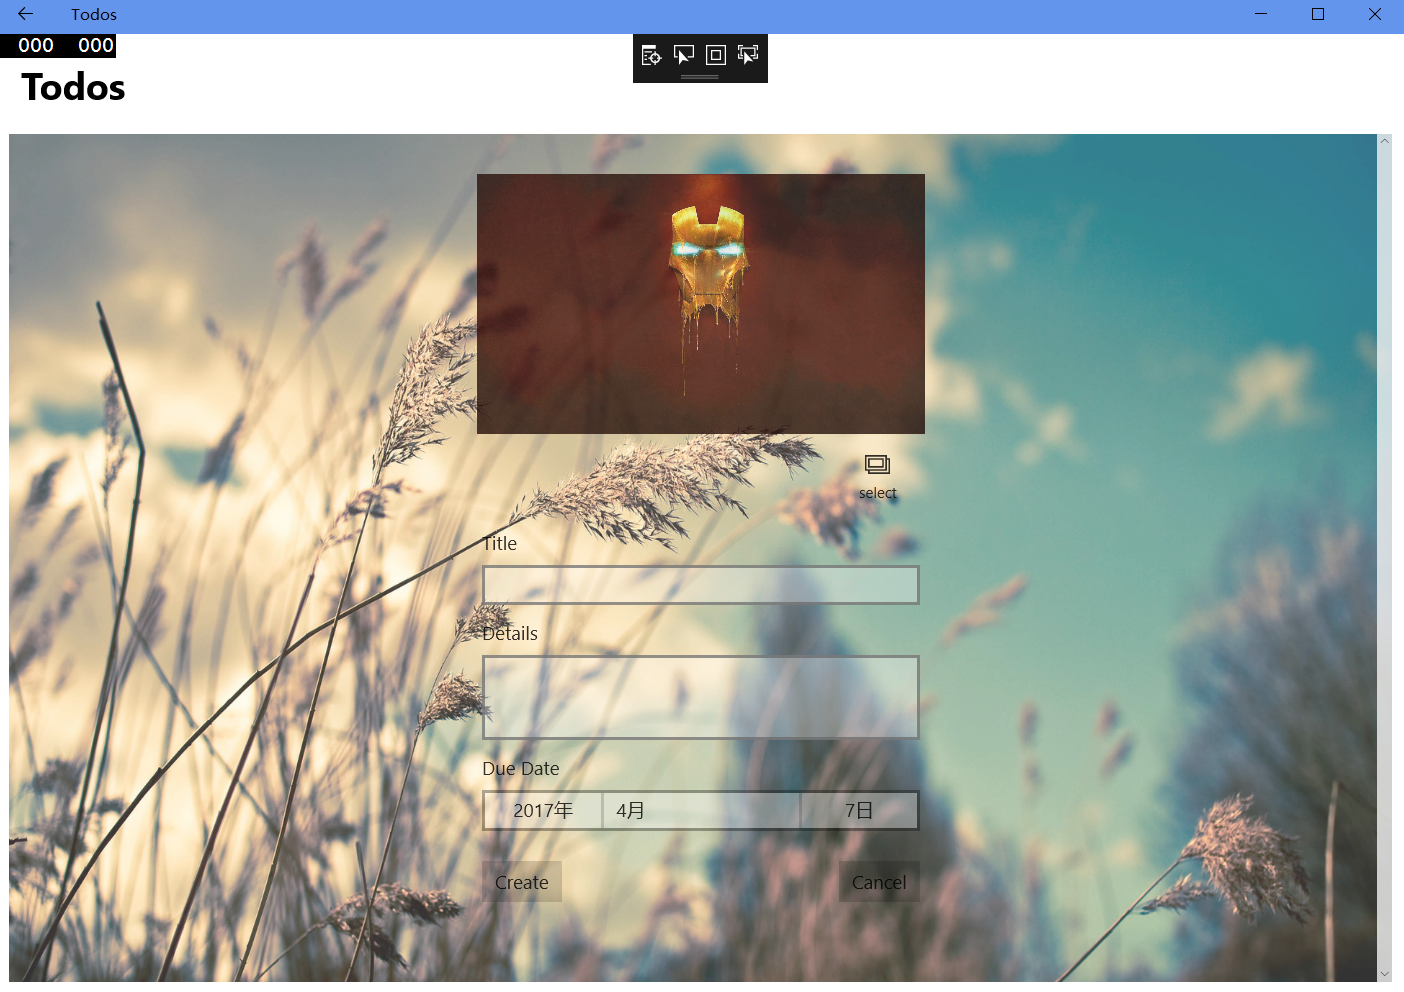 Todos
000 000
Todos
select
Title
Details
Due Date
2017年 4月 7日
Create Cancel